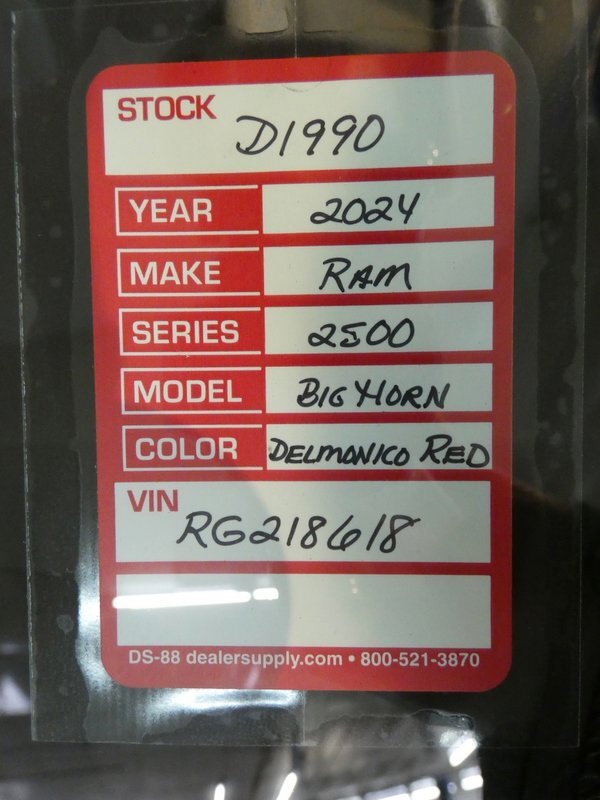 STOCK D1990
YEAR 2024
MAKE RAM
SERIES 2500
MODEL BIG HORN
COLOR DELMONICO RED
VIN
RG218618
DS-88 dealersupply.com • 800-521-3870